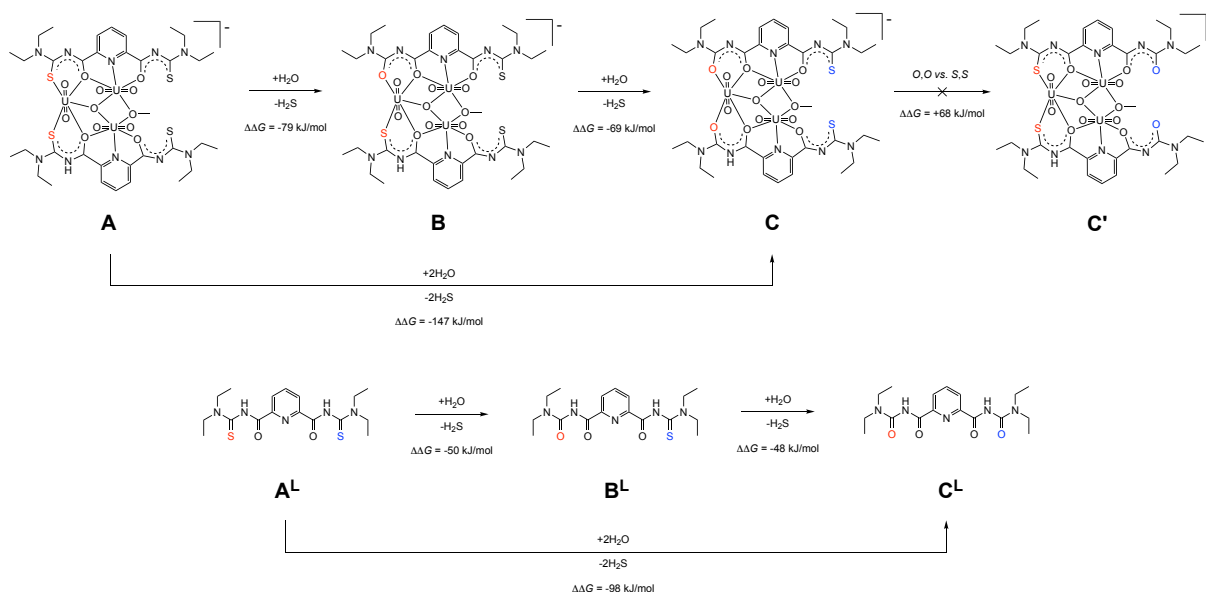 -
N N N N N
S O O S
O O=U=O
U O O
O O=U=O
S O O S
N N N N N
H
+H₂O
-H₂S
ΔΔG = -79 kJ/mol
-
N N N N N
O O O S
O O=U=O
U O O
O O=U=O
S O O S
N N N N N
H
+H₂O
-H₂S
ΔΔG = -69 kJ/mol
-
N N N N N
O O O S
O O=U=O
U O O
O O=U=O
O O O S
N N N N N
H
O,O vs. S,S
ΔΔG = +68 kJ/mol
-
N N N N N
S O O O
O O=U=O
U O O
O O=U=O
S O O O
N N N N N
H
A
B
C
C'
+2H₂O
-2H₂S
ΔΔG = -147 kJ/mol
H H
N N N N N
S O O S
+H₂O
-H₂S
ΔΔG = -50 kJ/mol
H H
N N N N N
O O O S
+H₂O
-H₂S
ΔΔG = -48 kJ/mol
H H
N N N N N
O O O O
Aᴸ
Bᴸ
Cᴸ
+2H₂O
-2H₂S
ΔΔG = -98 kJ/mol